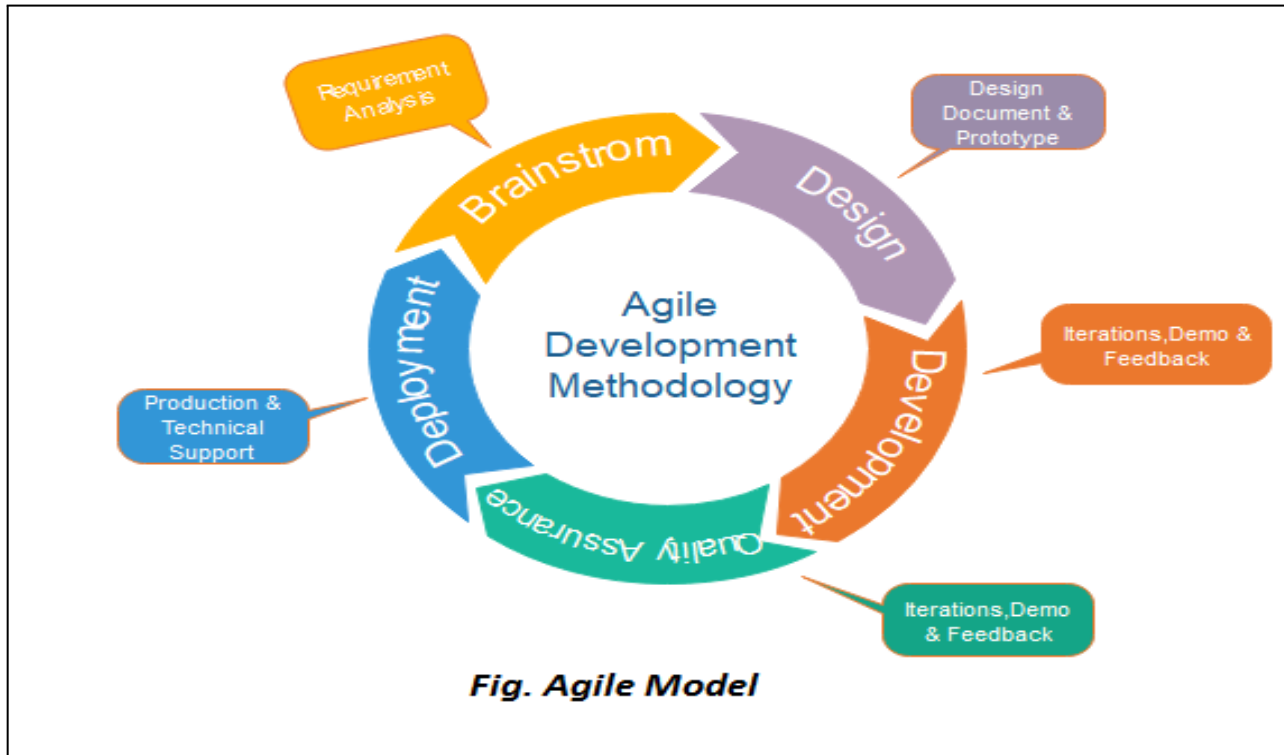 Requirement
Analysis
Brainstrom
Design
Document &
Prototype
Design
Agile
Development
Methodology
Iterations,Demo &
Feedback
Development
Production &
Technical
Support
Deployment
Quality Assurance
Iterations,Demo
& Feedback
Fig. Agile Model